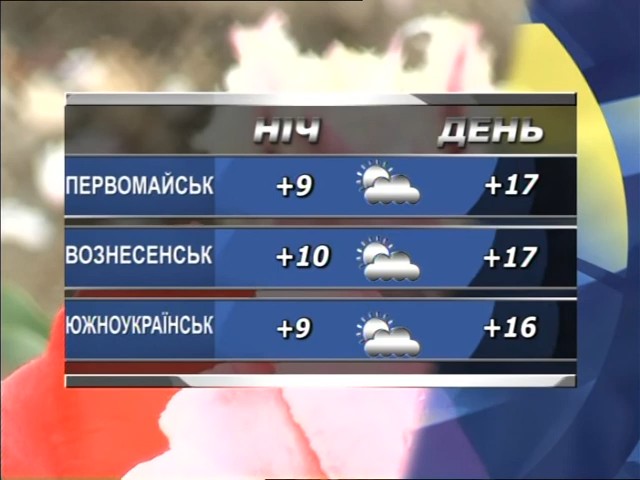 НІЧ ДЕНЬ
ПЕРВОМАЙСЬК +9 +17
ВОЗНЕСЕНСЬК +10 +17
ЮЖНОУКРАЇНСЬК +9 +16